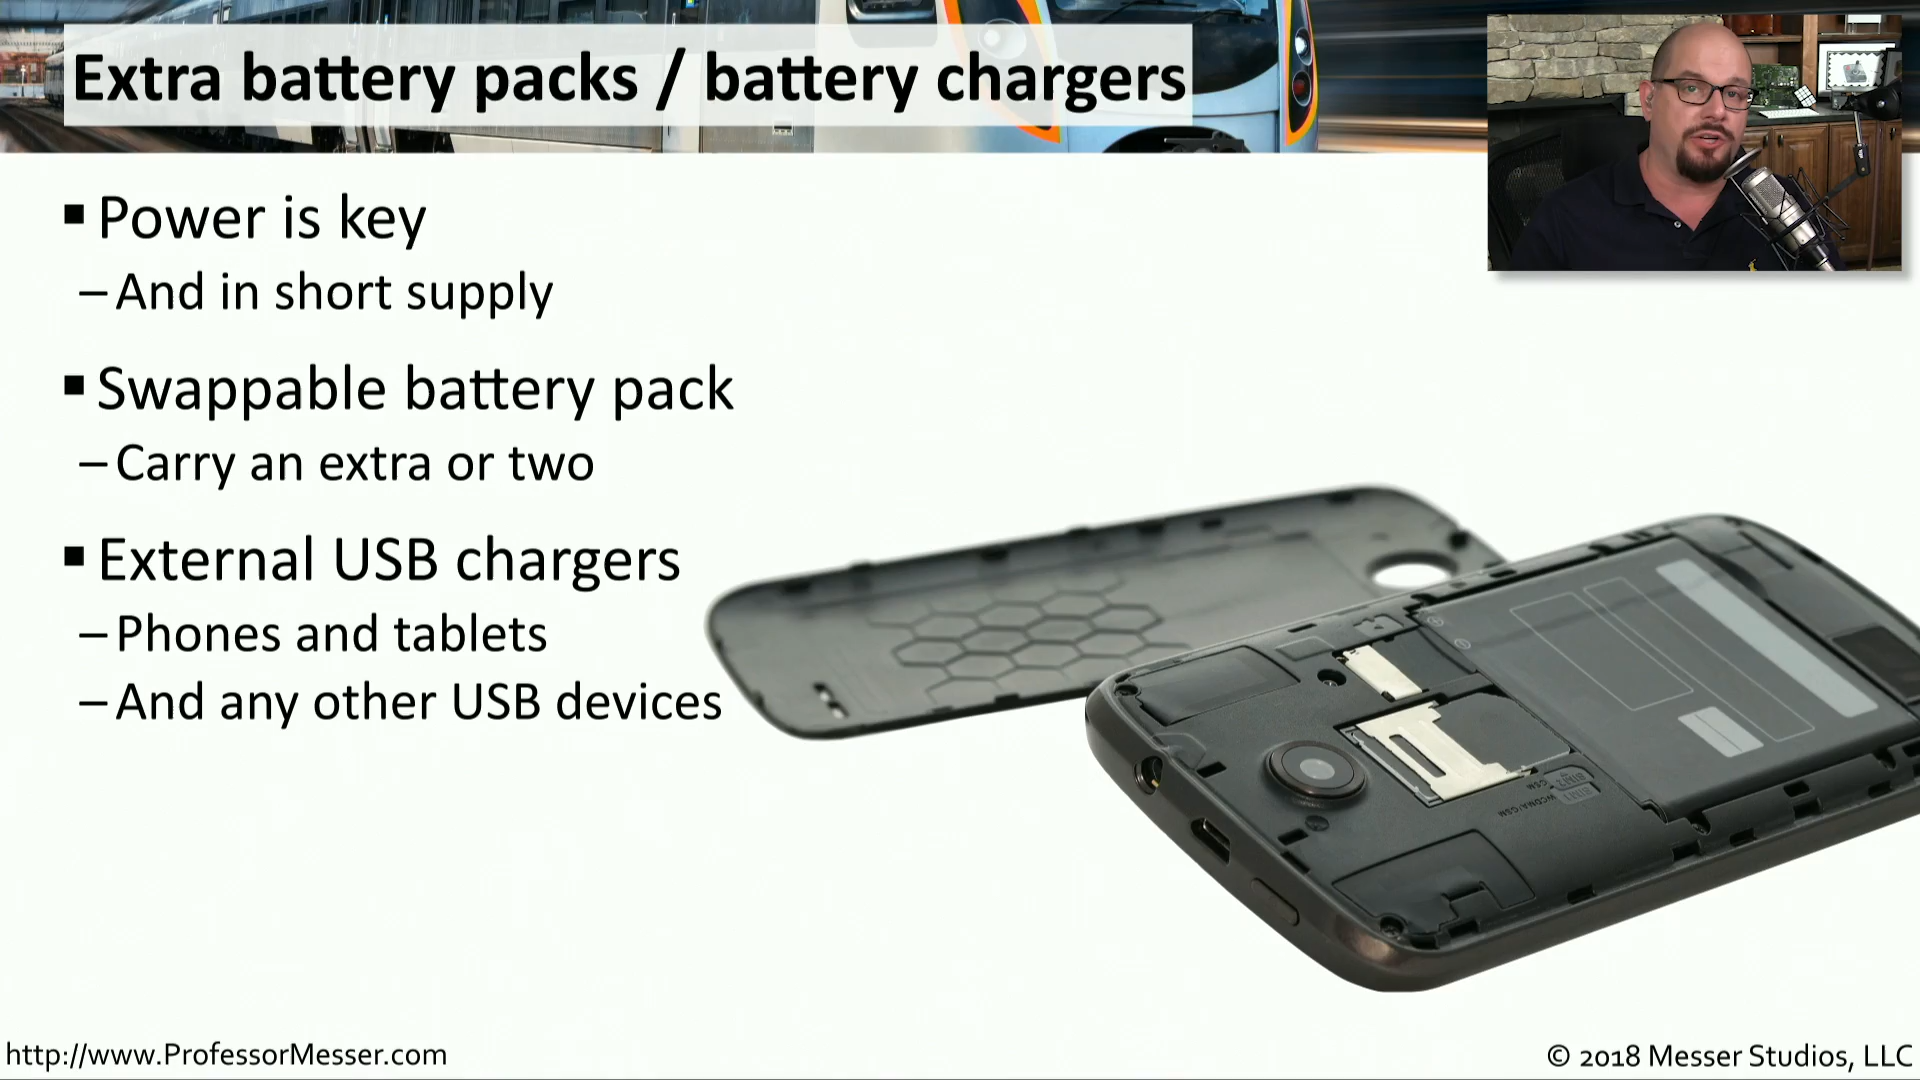 Extra battery packs / battery chargers
▪ Power is key
– And in short supply
▪ Swappable battery pack
– Carry an extra or two
▪ External USB chargers
– Phones and tablets
– And any other USB devices
WCDMA/GSM
http://www.ProfessorMesser.com
© 2018 Messer Studios, LLC